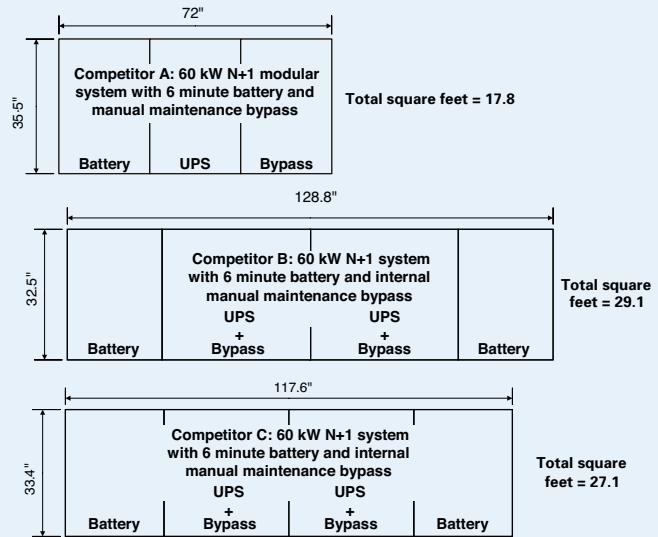 72"
35·5"
Competitor A: 60 kW N+1 modular
system with 6 minute battery and
manual maintenance bypass
Battery UPS Bypass
Total square feet = 17.8
128.8"
32.5"
Competitor B: 60 kW N+1 system
with 6 minute battery and internal
manual maintenance bypass
UPS UPS
+ +
Battery Bypass Bypass Battery
Total square
feet = 29.1
117.6"
33.4"
Competitor C: 60 kW N+1 system
with 6 minute battery and internal
manual maintenance bypass
UPS UPS
+ +
Battery Bypass Bypass Battery
Total square
feet = 27.1